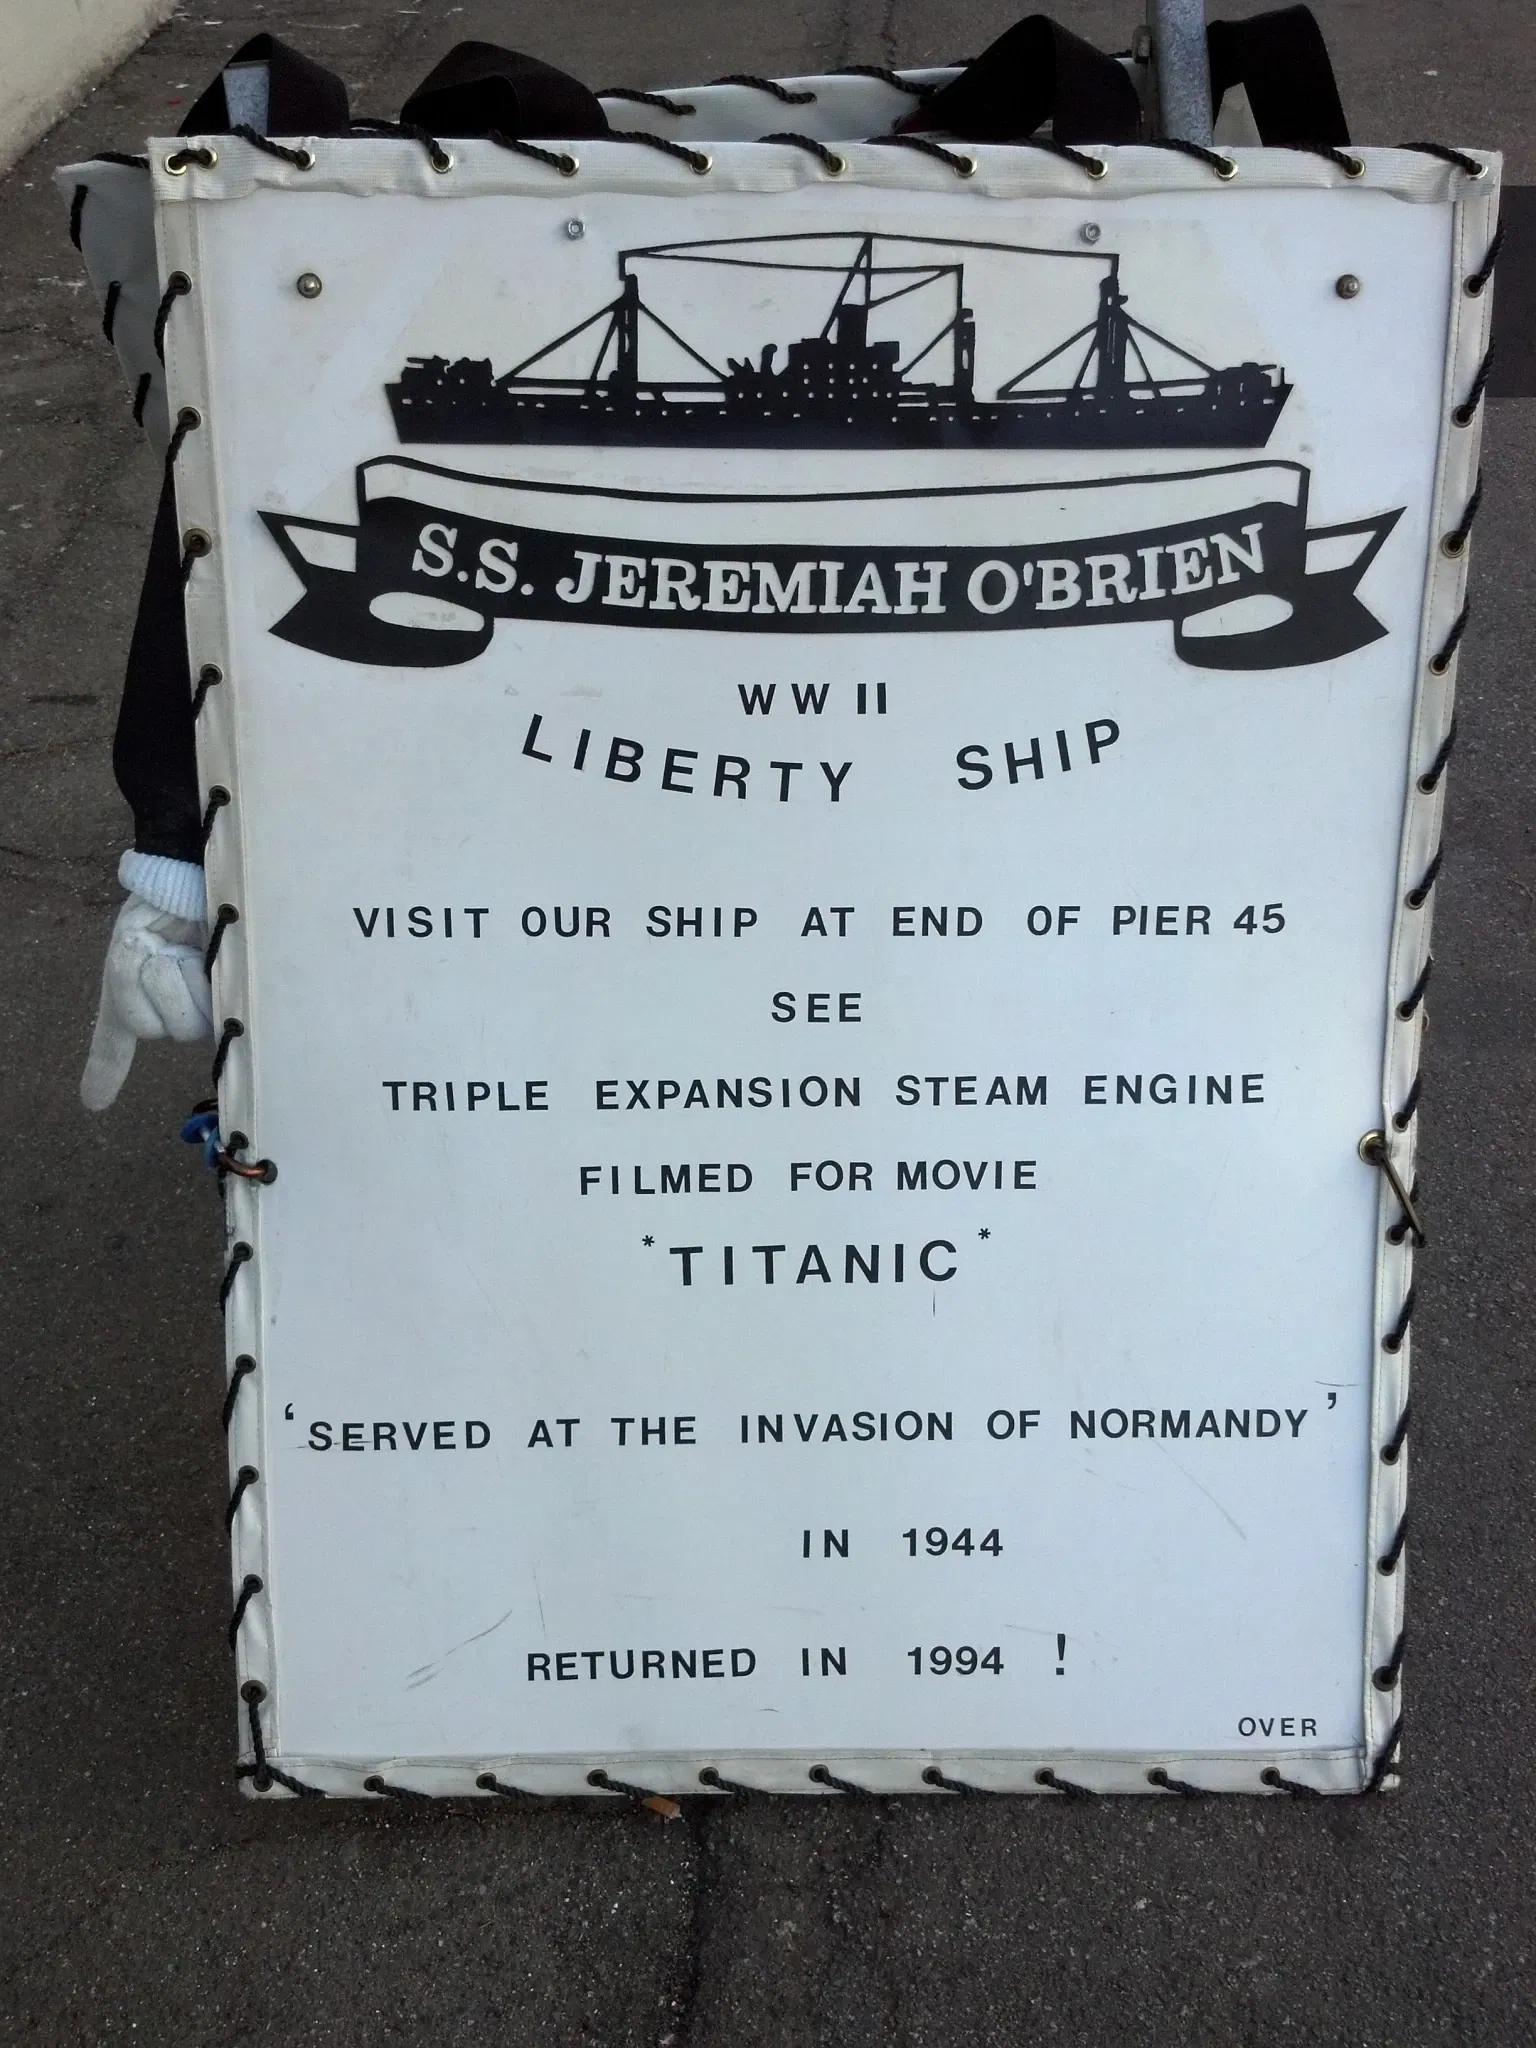 S.S. JEREMIAH O'BRIEN
WW II
LIBERTY SHIP
VISIT OUR SHIP AT END OF PIER 45
SEE
TRIPLE EXPANSION STEAM ENGINE
FILMED FOR MOVIE
*TITANIC*
‘SERVED AT THE INVASION OF NORMANDY’
IN 1944
RETURNED IN 1994 !
OVER